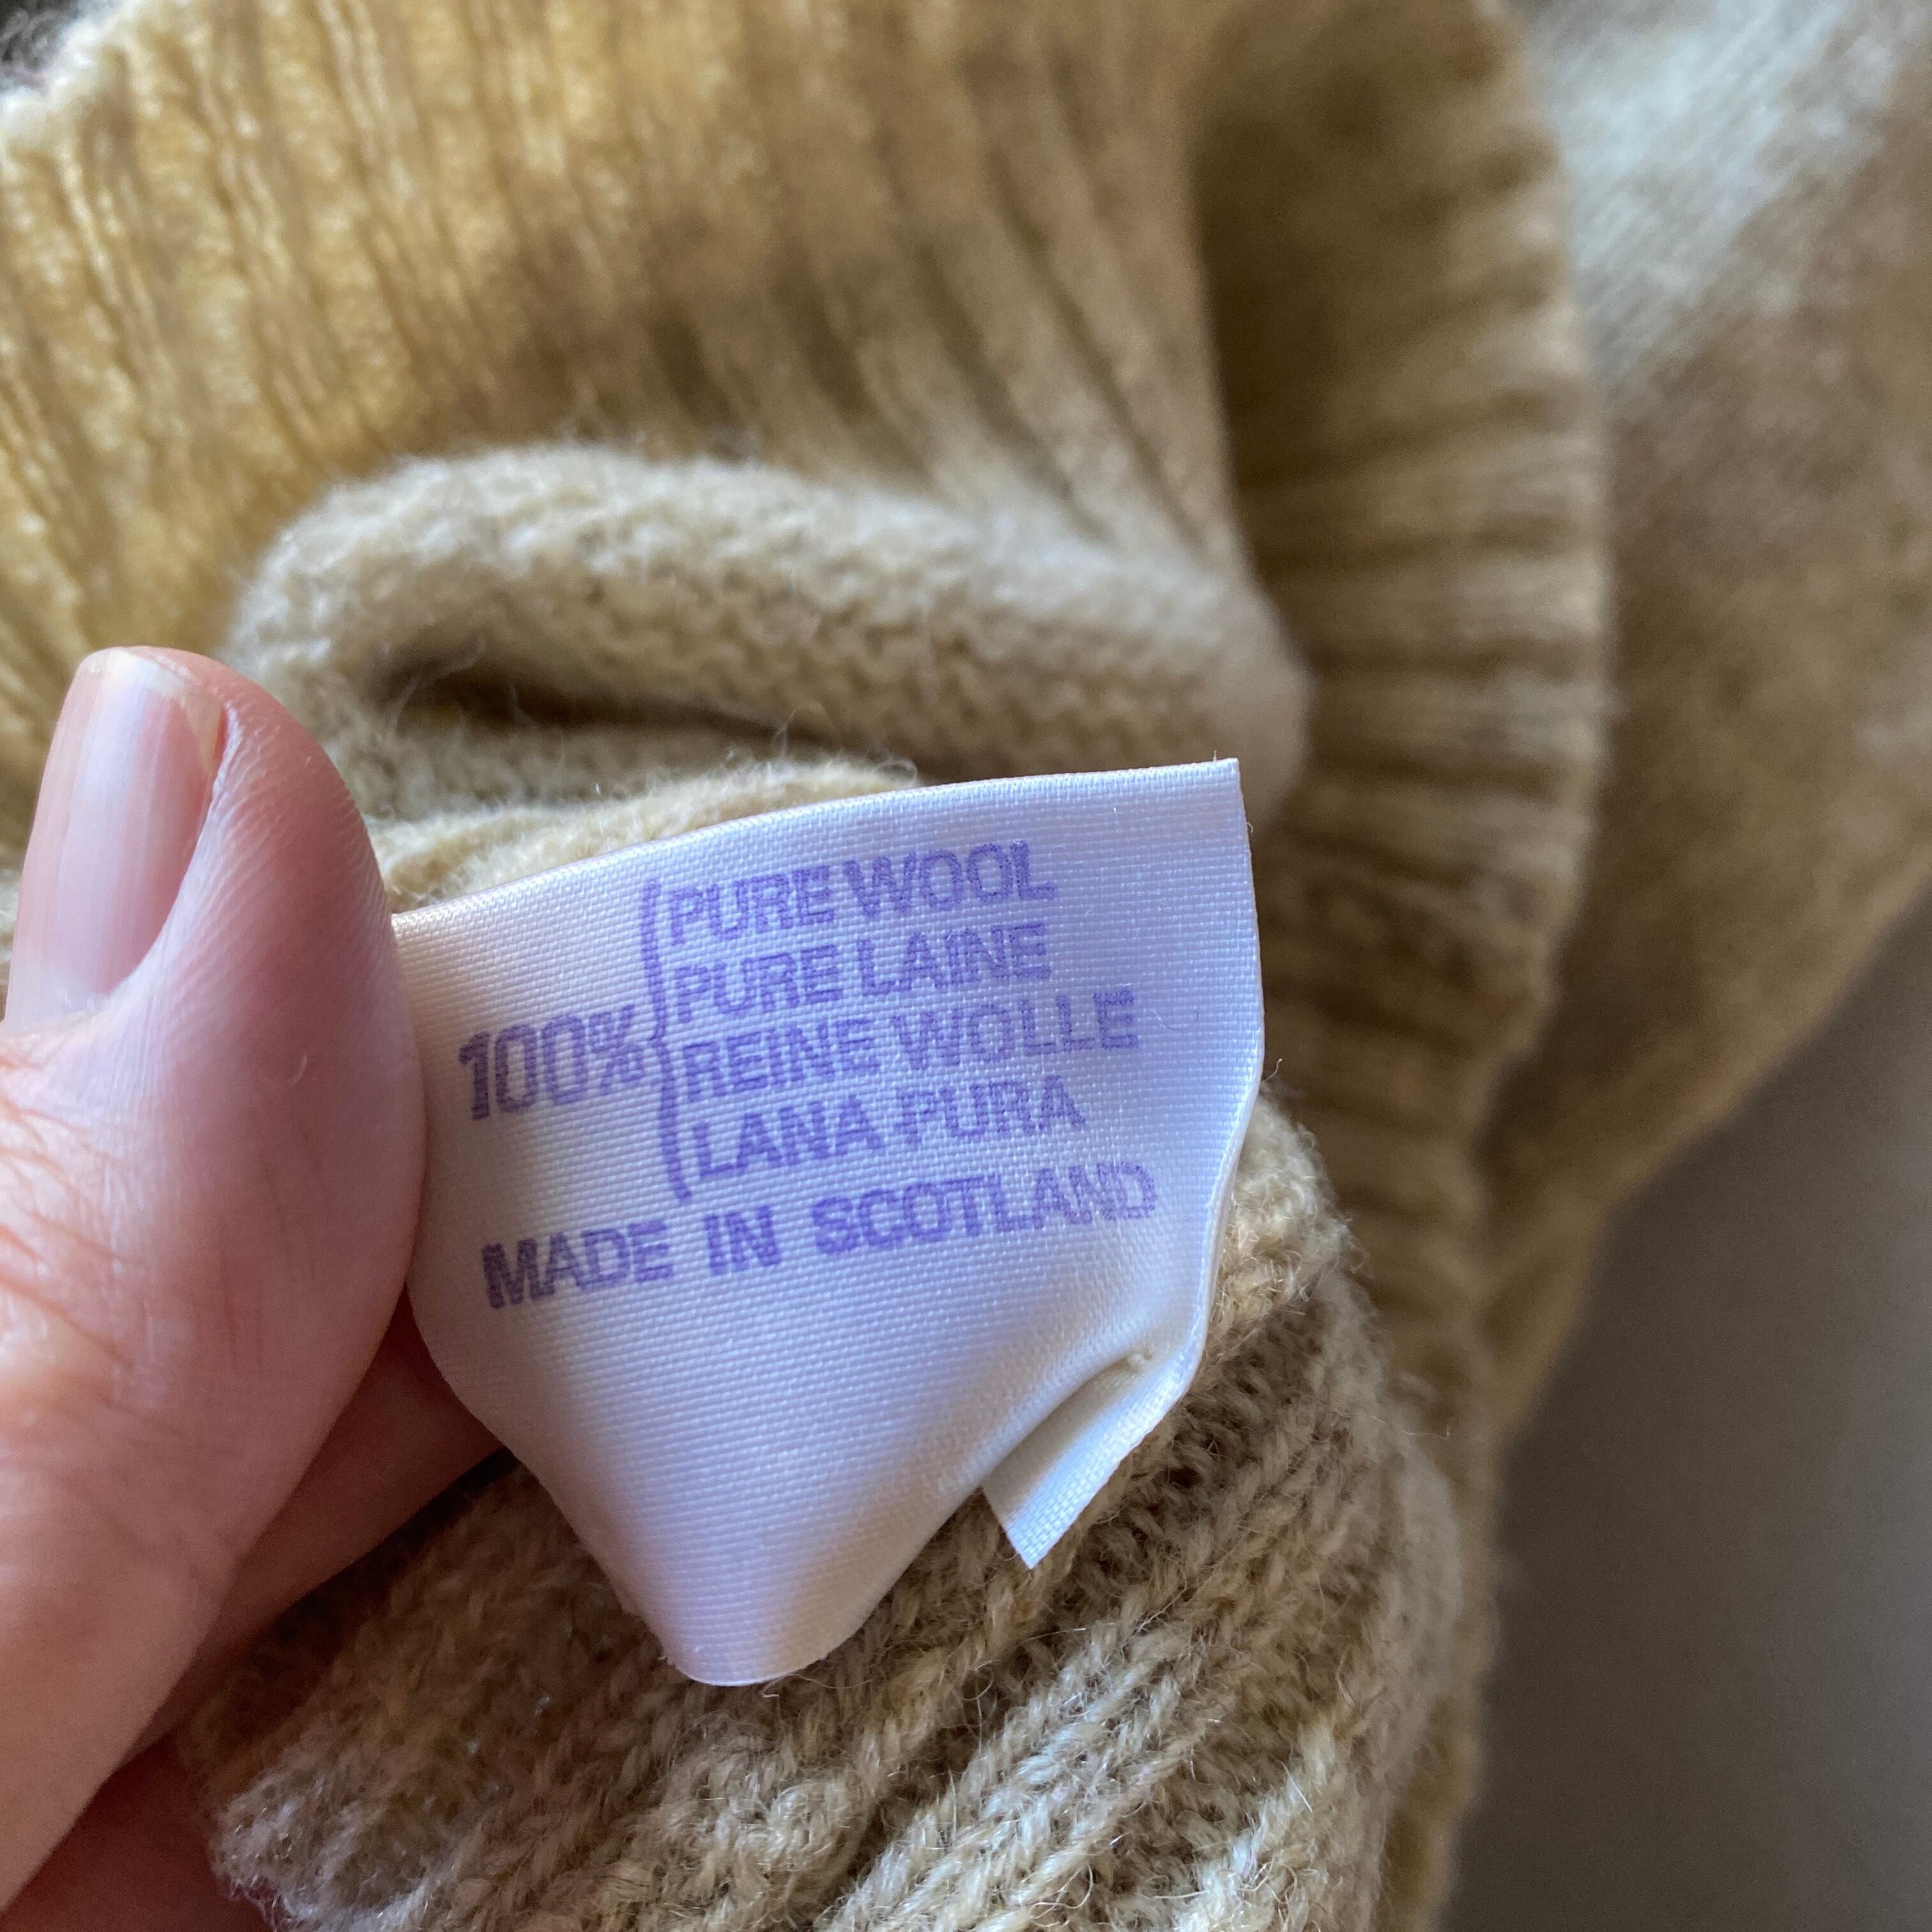 PURE WOOL
PURE LAINE
100%
REINE WOLLE
LANA PURA
MADE IN SCOTLAND